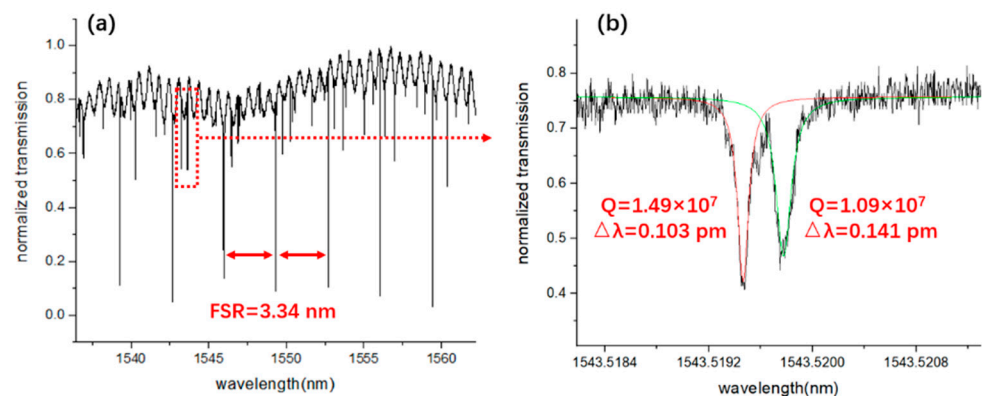 (a)
normalized transmission
1.0
0.8
0.6
0.4
0.2
0.0
FSR=3.34 nm
1540
1545
1550
1555
1560
wavelength(nm)
(b)
normalized transmission
0.8
0.7
0.6
0.5
0.4
Q=1.49×10⁷
△λ=0.103 pm
Q=1.09×10⁷
△λ=0.141 pm
1543.5184
1543.5192
1543.5200
1543.5208
wavelength(nm)